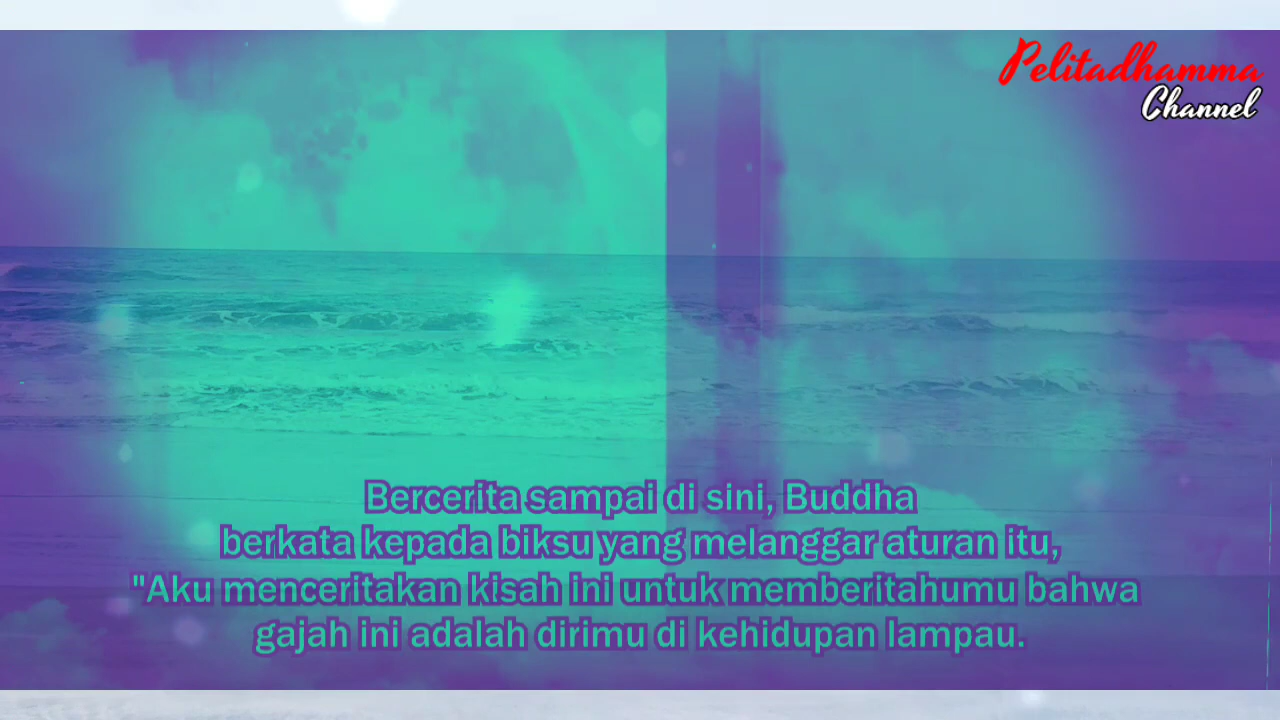 Pelitadhamma
Channel
Bercerita sampai di sini, Buddha
berkata kepada biksu yang melanggar aturan itu,
"Aku menceritakan kisah ini untuk memberitahumu bahwa
gajah ini adalah dirimu di kehidupan lampau.